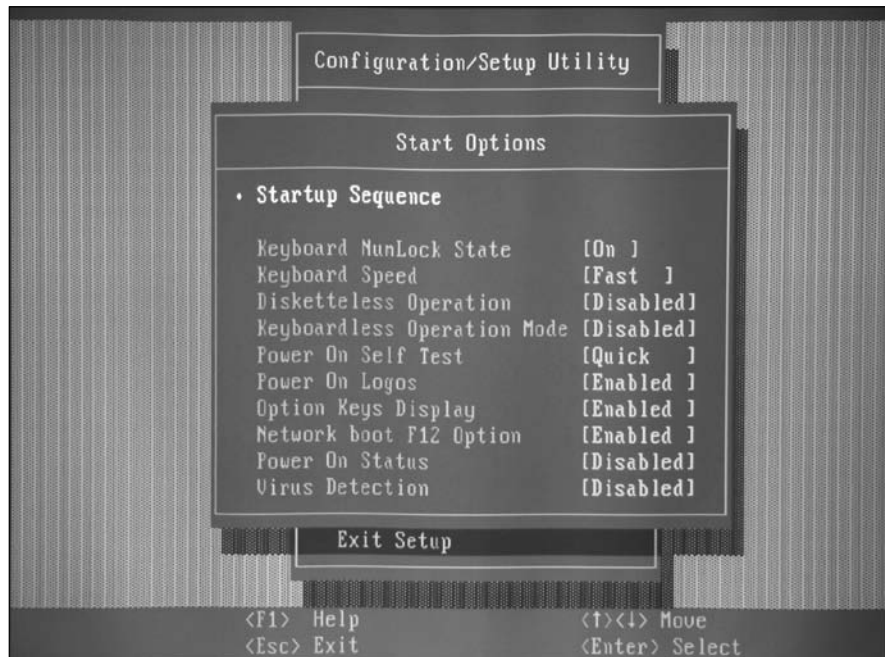 Configuration/Setup Utility
Start Options
• Startup Sequence
Keyboard NumLock State [On ]
Keyboard Speed [Fast ]
Disketteless Operation [Disabled]
Keyboardless Operation Mode [Disabled]
Power On Self Test [Quick ]
Power On Logos [Enabled ]
Option Keys Display [Enabled ]
Network boot F12 Option [Enabled ]
Power On Status [Disabled]
Virus Detection [Disabled]
Exit Setup
<F1> Help <↑><↓> Move
<Esc> Exit <Enter> Select